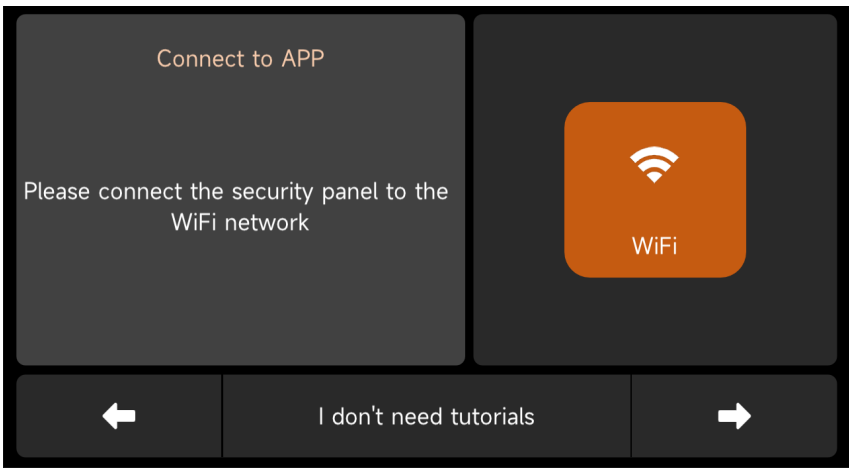 Connect to APP
Please connect the security panel to the
WiFi network
WiFi
I don't need tutorials